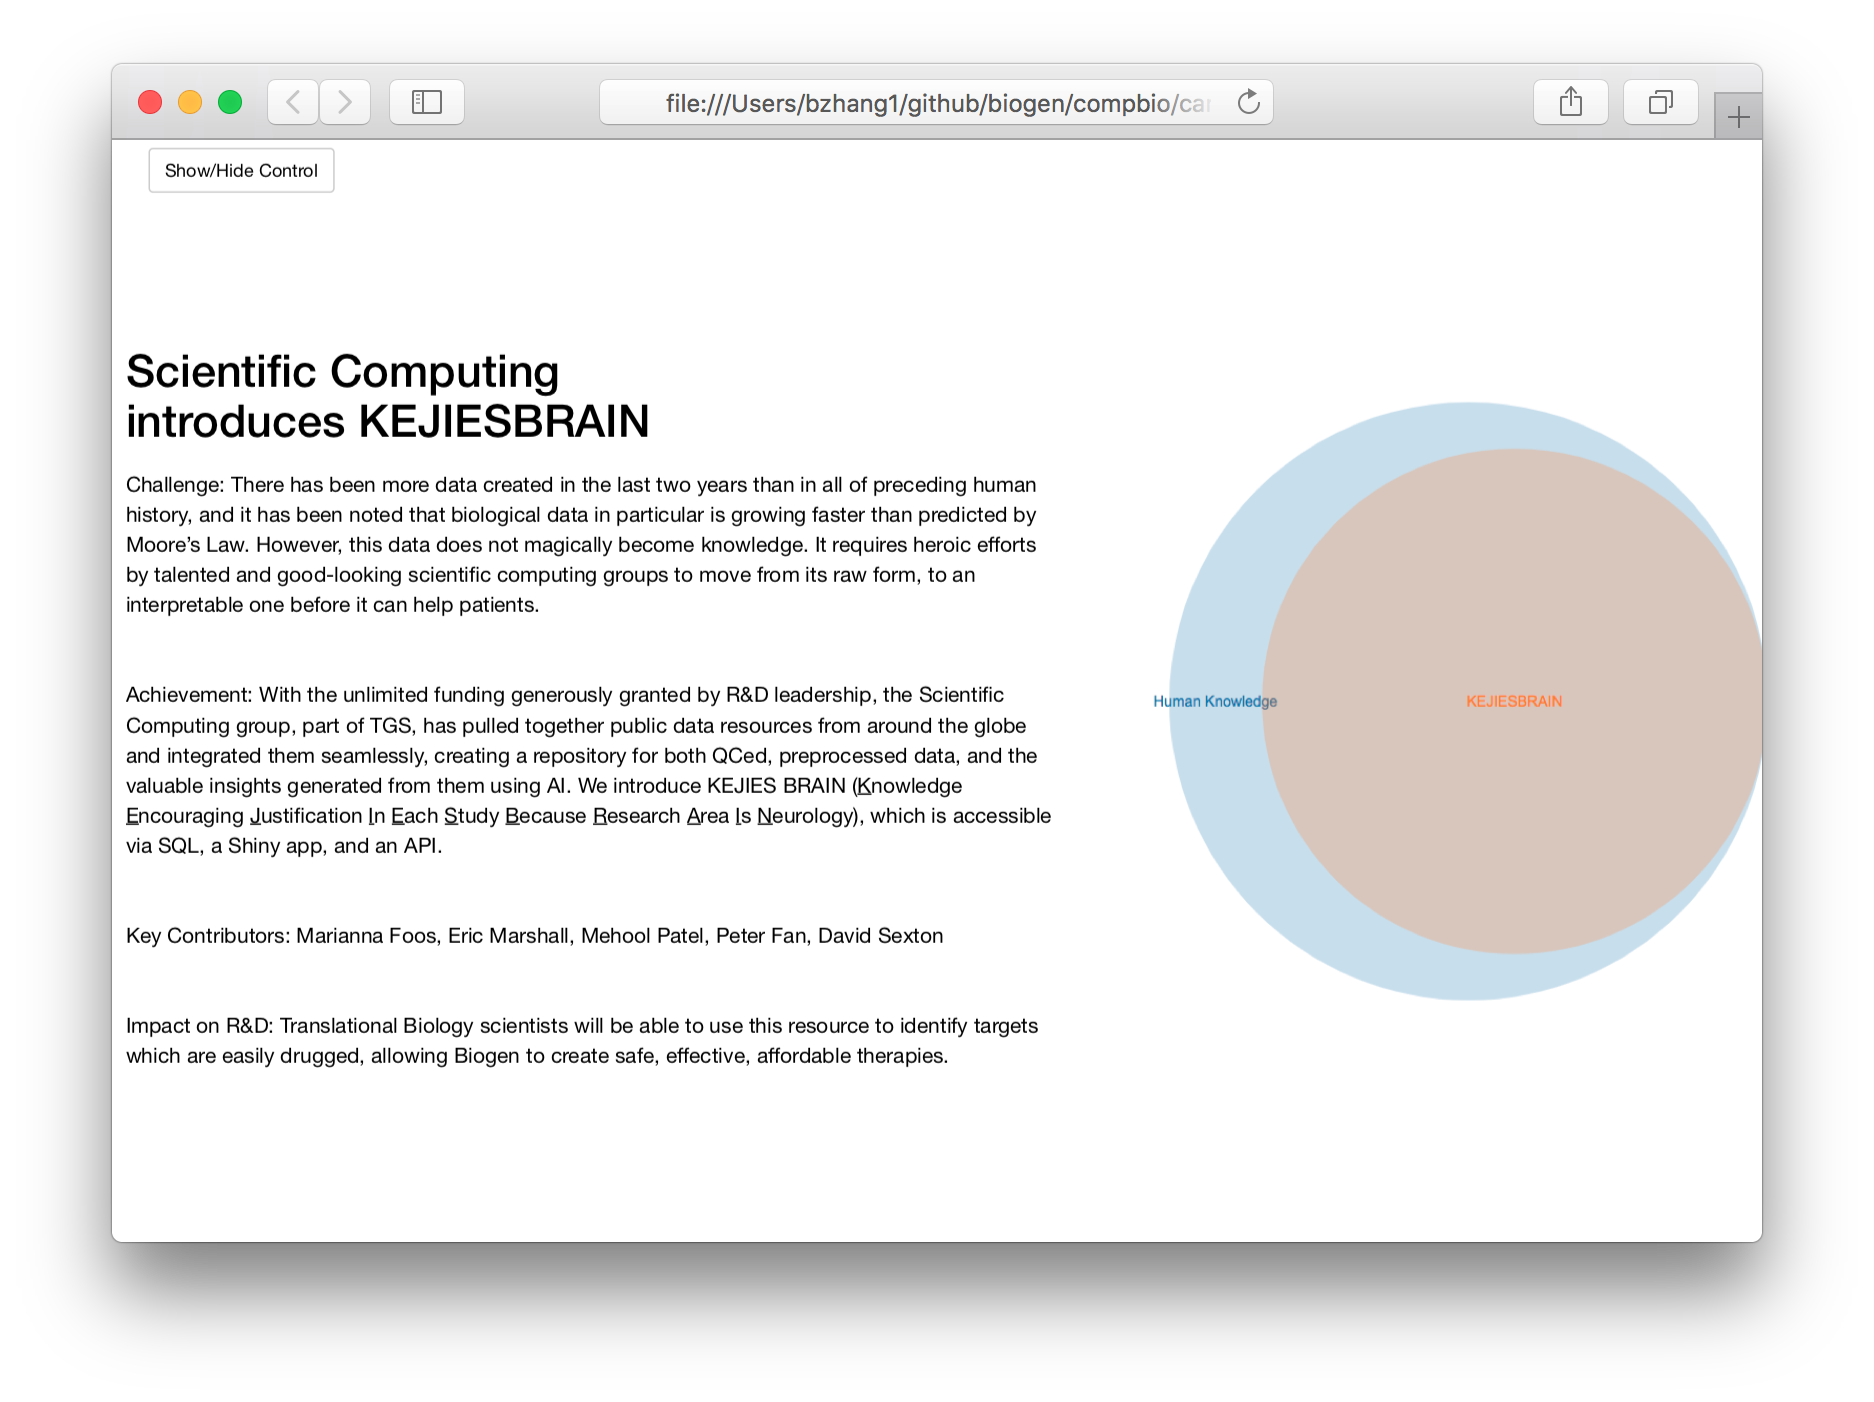 file:///Users/bzhang1/github/biogen/compbio/car
Show/Hide Control
Scientific Computing
introduces KEJIESBRAIN
Challenge: There has been more data created in the last two years than in all of preceding human
history, and it has been noted that biological data in particular is growing faster than predicted by
Moore’s Law. However, this data does not magically become knowledge. It requires heroic efforts
by talented and good-looking scientific computing groups to move from its raw form, to an
interpretable one before it can help patients.
Achievement: With the unlimited funding generously granted by R&D leadership, the Scientific
Computing group, part of TGS, has pulled together public data resources from around the globe
and integrated them seamlessly, creating a repository for both QCed, preprocessed data, and the
valuable insights generated from them using AI. We introduce KEJIES BRAIN (Knowledge
Encouraging Justification In Each Study Because Research Area Is Neurology), which is accessible
via SQL, a Shiny app, and an API.
Key Contributors: Marianna Foos, Eric Marshall, Mehool Patel, Peter Fan, David Sexton
Impact on R&D: Translational Biology scientists will be able to use this resource to identify targets
which are easily drugged, allowing Biogen to create safe, effective, affordable therapies.
Human Knowledge
KEJIESBRAIN